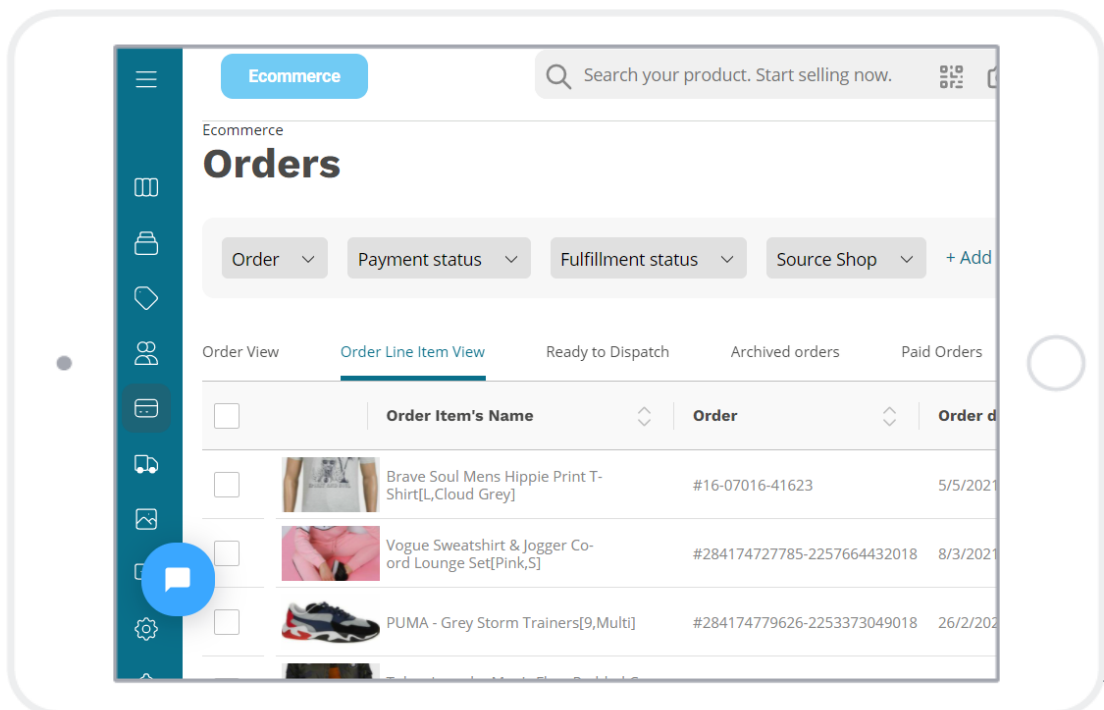 Ecommerce
Search your product. Start selling now.
Ecommerce
Orders
Order
Payment status
Fulfillment status
Source Shop
+ Add
Order View
Order Line Item View
Ready to Dispatch
Archived orders
Paid Orders
Order Item's Name
Order
Order d
Brave Soul Mens Hippie Print T-
Shirt[L,Cloud Grey]
#16-07016-41623
5/5/2021
Vogue Sweatshirt & Jogger Co-
ord Lounge Set[Pink,S]
#284174727785-2257664432018
8/3/2021
PUMA - Grey Storm Trainers[9,Multi]
#284174779626-2253373049018
26/2/202